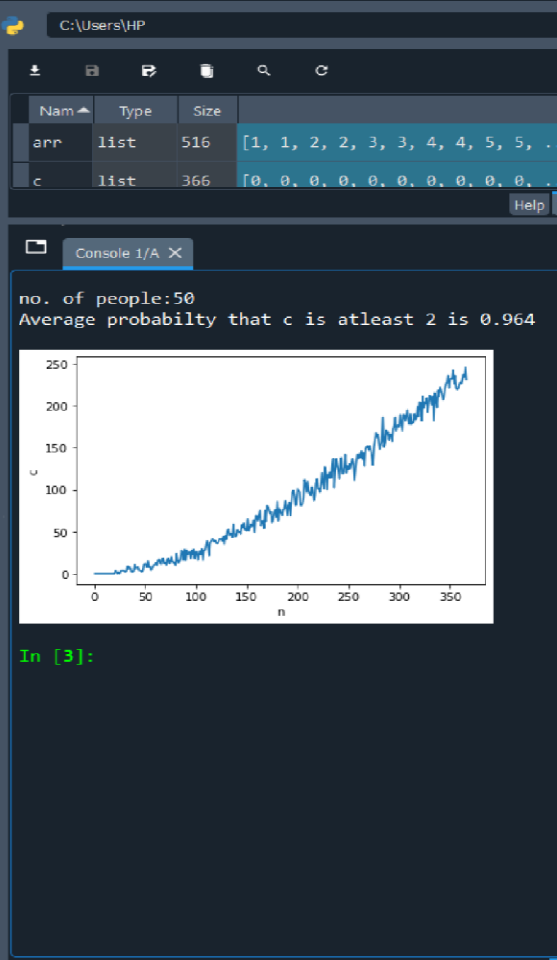 C:\Users\HP
Nam Type Size
arr list 516 [1, 1, 2, 2, 3, 3, 4, 4, 5, 5, ..
c list 366 [0, 0, 0, 0, 0, 0, 0, 0, 0, 0, ..
Help
Console 1/A
no. of people:50
Average probabilty that c is atleast 2 is 0.964
250
200
150
100
50
0
c
0 50 100 150 200 250 300 350
n
In [3]: